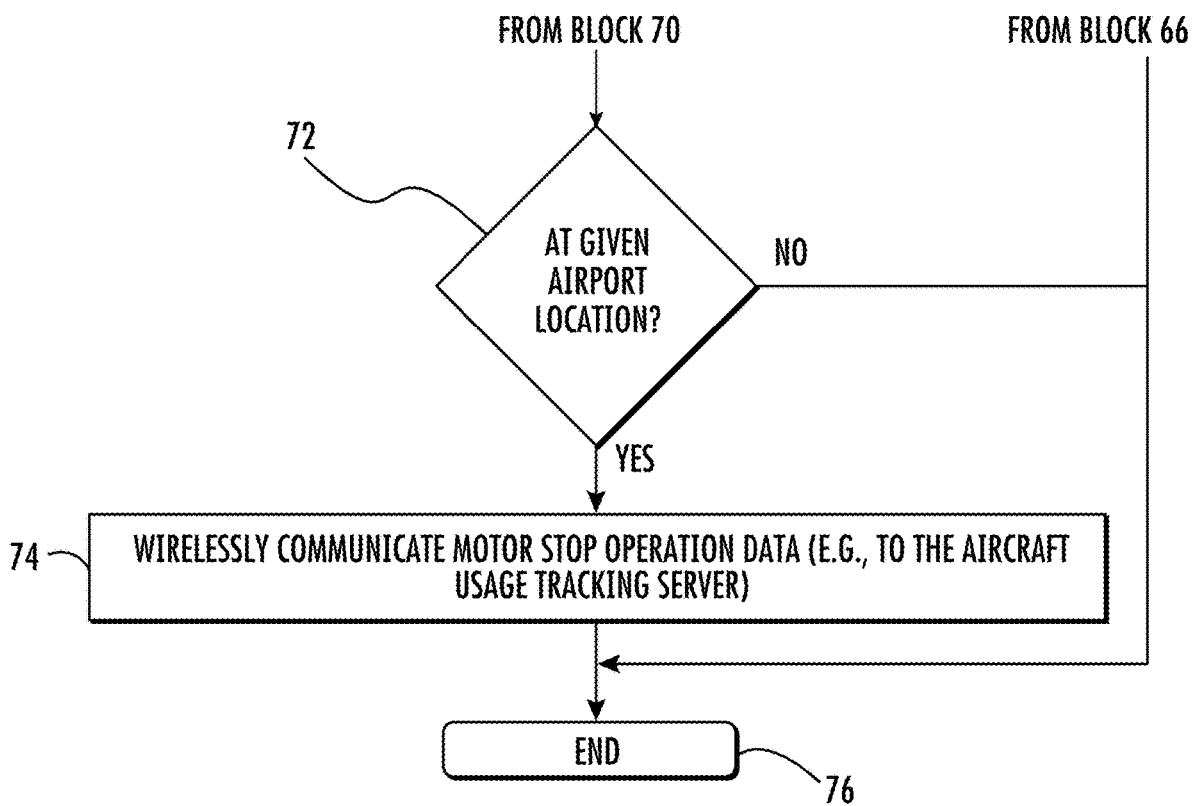 FROM BLOCK 70
FROM BLOCK 66
72
AT GIVEN
AIRPORT
LOCATION?
NO
YES
74
WIRELESSLY COMMUNICATE MOTOR STOP OPERATION DATA (E.G., TO THE AIRCRAFT
USAGE TRACKING SERVER)
END
76